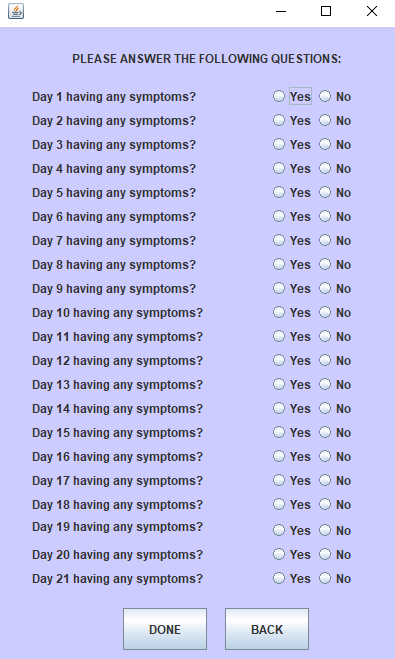 PLEASE ANSWER THE FOLLOWING QUESTIONS:
Day 1 having any symptoms? Yes No
Day 2 having any symptoms? Yes No
Day 3 having any symptoms? Yes No
Day 4 having any symptoms? Yes No
Day 5 having any symptoms? Yes No
Day 6 having any symptoms? Yes No
Day 7 having any symptoms? Yes No
Day 8 having any symptoms? Yes No
Day 9 having any symptoms? Yes No
Day 10 having any symptoms? Yes No
Day 11 having any symptoms? Yes No
Day 12 having any symptoms? Yes No
Day 13 having any symptoms? Yes No
Day 14 having any symptoms? Yes No
Day 15 having any symptoms? Yes No
Day 16 having any symptoms? Yes No
Day 17 having any symptoms? Yes No
Day 18 having any symptoms? Yes No
Day 19 having any symptoms? Yes No
Day 20 having any symptoms? Yes No
Day 21 having any symptoms? Yes No
DONE BACK